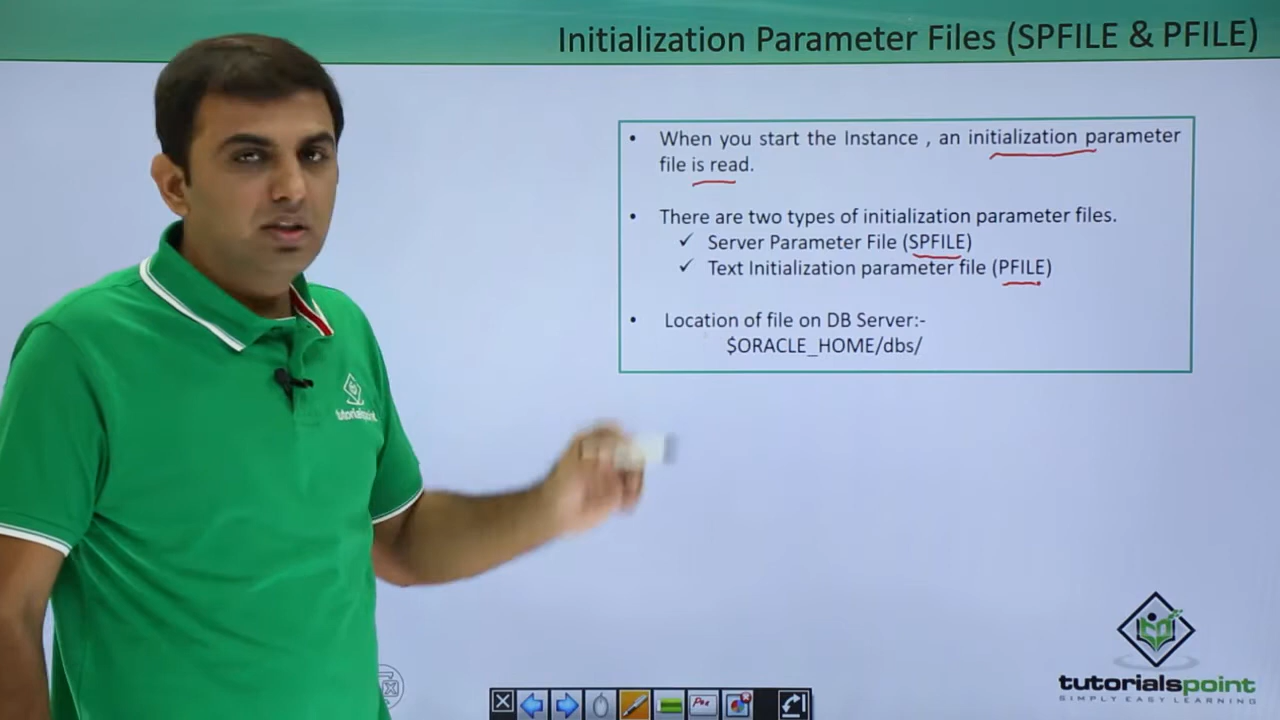 Initialization Parameter Files (SPFILE & PFILE)
• When you start the Instance , an initialization parameter
file is read.
• There are two types of initialization parameter files.
✓ Server Parameter File (SPFILE)
✓ Text Initialization parameter file (PFILE)
• Location of file on DB Server:-
$ORACLE_HOME/dbs/
tutorialspoint
tutorialspoint
SIMPLY EASY LEARNING